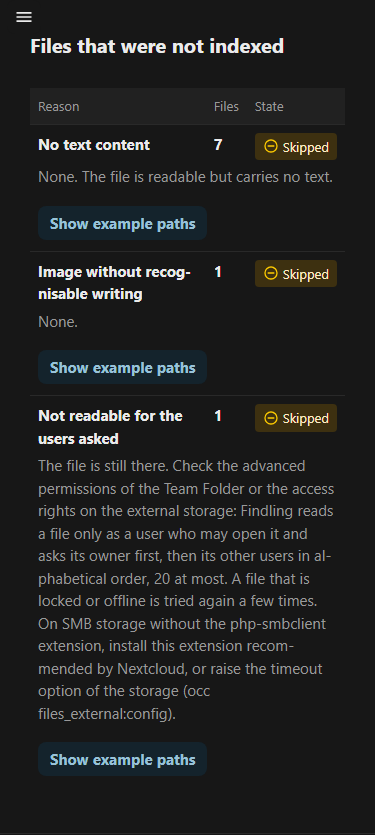 Files that were not indexed
Reason Files State
No text content 7 Skipped
None. The file is readable but carries no text.
Show example paths
Image without recog-
nisable writing 1 Skipped
None.
Show example paths
Not readable for the
users asked 1 Skipped
The file is still there. Check the advanced
permissions of the Team Folder or the access
rights on the external storage: Findling reads
a file only as a user who may open it and
asks its owner first, then its other users in al-
phabetical order, 20 at most. A file that is
locked or offline is tried again a few times.
On SMB storage without the php-smbclient
extension, install this extension recom-
mended by Nextcloud, or raise the timeout
option of the storage (occ
files_external:config).
Show example paths